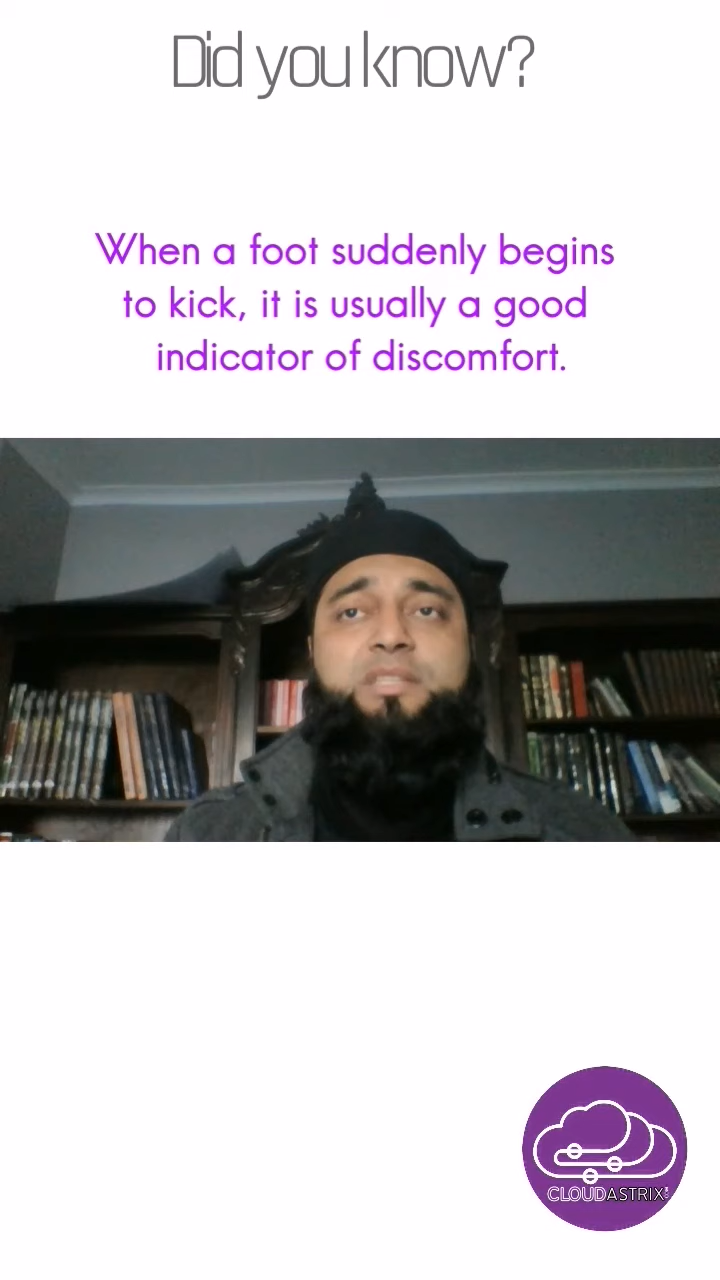 Did you know?
When a foot suddenly begins
to kick, it is usually a good
indicator of discomfort.
CLOUDASTRIX